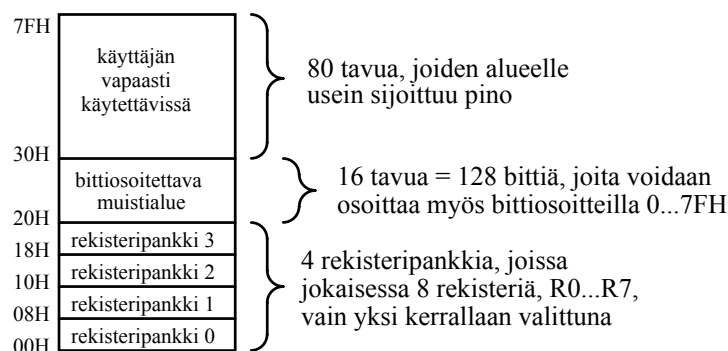 7FH
käyttäjän
vapaasti
käytettävissä
80 tavua, joiden alueelle
usein sijoittuu pino
30H
bittiosoitettava
muistialue
16 tavua = 128 bittiä, joita voidaan
osoittaa myös bittiosoitteilla 0...7FH
20H
rekisteripankki 3
18H
rekisteripankki 2
10H
rekisteripankki 1
08H
rekisteripankki 0
00H
4 rekisteripankkia, joissa
jokaisessa 8 rekisteriä, R0...R7,
vain yksi kerrallaan valittuna